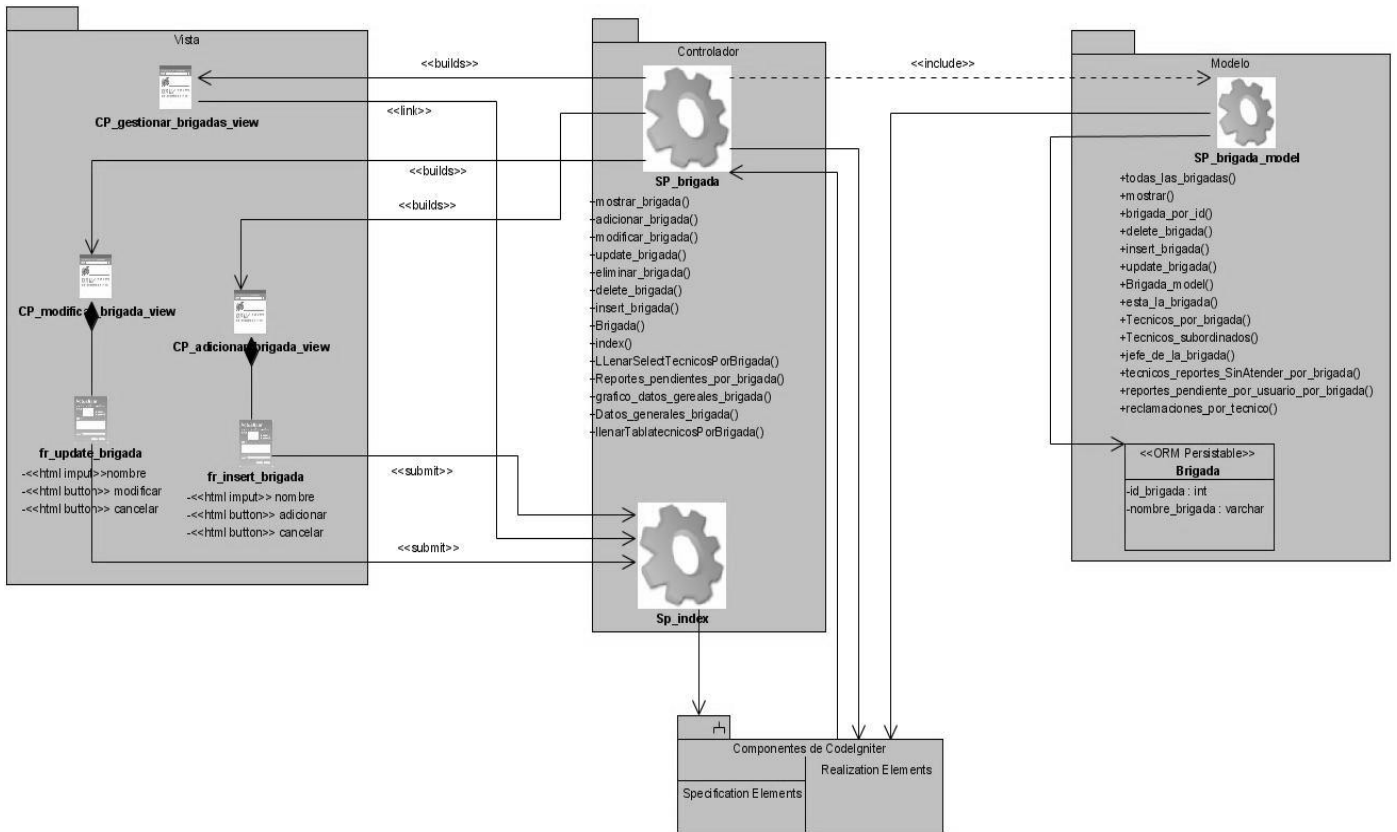 Vista
CP_gestionar_brigadas_view
CP_modifica
brigada_view
CP_adicionar
brigada_view
fr_update_brigada
-<<html imput>>nombre
-<<html button>> modificar
-<<html button>> cancelar
fr_insert_brigada
-<<html imput>> nombre
-<<html button>> adicionar
-<<html button>> cancelar
<<builds>>
<<link>>
<<builds>>
<<builds>>
<<submit>>
<<submit>>
Controlador
SP_brigada
-mostrar_brigada()
-adicionar_brigada()
-modificar_brigada()
-update_brigada()
-eliminar_brigada()
-delete_brigada()
-insert_brigada()
-Brigada()
-index()
-LLenarSelectTecnicosPorBrigada()
-Reportes_pendientes_por_brigada()
-grafico_datos_gereales_brigada()
-Datos_generales_brigada()
-llenarTablatecnicosPorBrigada()
Sp_index
<<include>>
Modelo
SP_brigada_model
+todas_las_brigadas()
+mostrar()
+brigada_por_id()
+delete_brigada()
+insert_brigada()
+update_brigada()
+Brigada_model()
+esta_la_brigada()
+Tecnicos_por_brigada()
+Tecnicos_subordinados()
+jefe_de_la_brigada()
+tecnicos_reportes_SinAtender_por_brigada()
+reportes_pendiente_por_usuario_por_brigada()
+reclamaciones_por_tecnico()
<<ORM Persistable>>
Brigada
-id_brigada : int
-nombre_brigada : varchar
Componentes de CodeIgniter
Realization Elements
Specification Elements